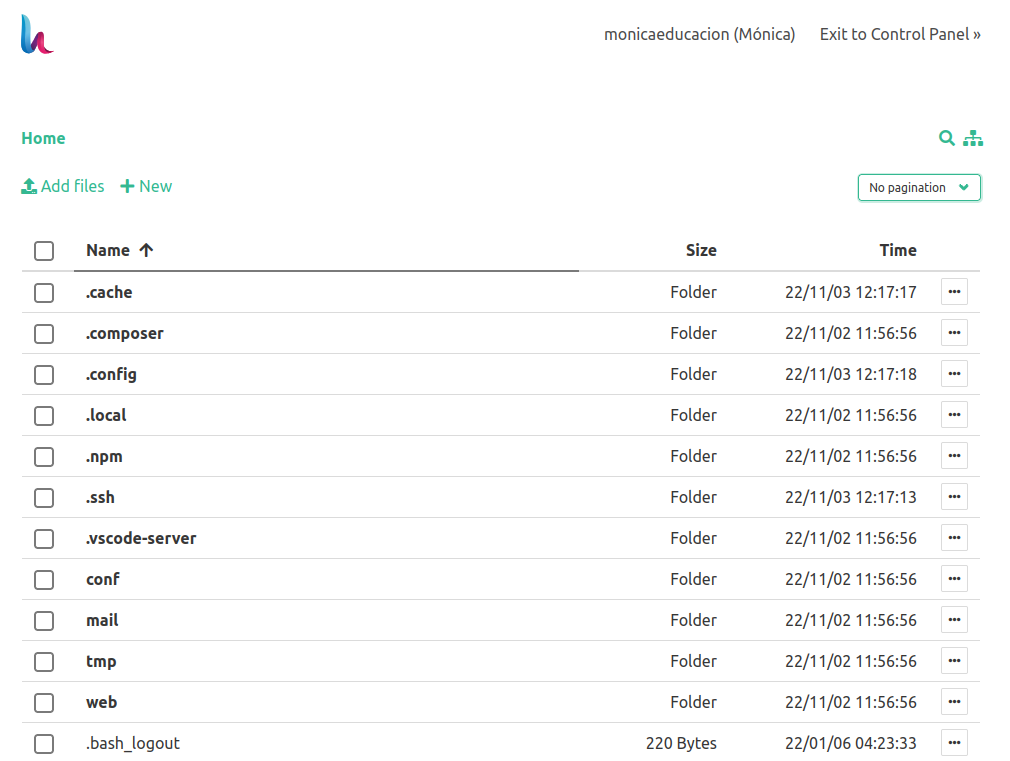 monicaeducacion (Mónica) Exit to Control Panel »
Home
Add files New
No pagination
Name Size Time
.cache Folder 22/11/03 12:17:17
.composer Folder 22/11/02 11:56:56
.config Folder 22/11/03 12:17:18
.local Folder 22/11/02 11:56:56
.npm Folder 22/11/02 11:56:56
.ssh Folder 22/11/03 12:17:13
.vscode-server Folder 22/11/02 11:56:56
conf Folder 22/11/02 11:56:56
mail Folder 22/11/02 11:56:56
tmp Folder 22/11/02 11:56:56
web Folder 22/11/02 11:56:56
.bash_logout 220 Bytes 22/01/06 04:23:33